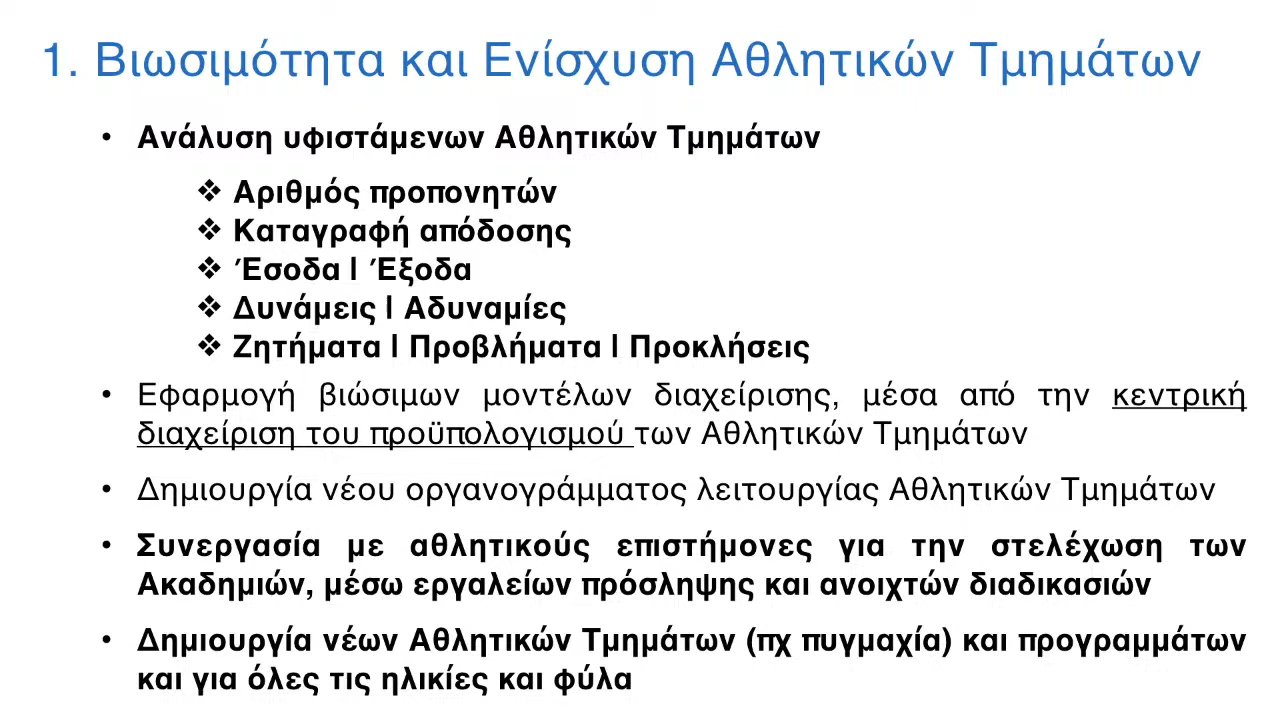 1. Βιωσιμότητα και Ενίσχυση Αθλητικών Τμημάτων
• Ανάλυση υφιστάμενων Αθλητικών Τμημάτων
❖ Αριθμός προπονητών
❖ Καταγραφή απόδοσης
❖ Έσοδα | Έξοδα
❖ Δυνάμεις | Αδυναμίες
❖ Ζητήματα | Προβλήματα | Προκλήσεις
• Εφαρμογή βιώσιμων μοντέλων διαχείρισης, μέσα από την κεντρική
διαχείριση του προϋπολογισμού των Αθλητικών Τμημάτων
• Δημιουργία νέου οργανογράμματος λειτουργίας Αθλητικών Τμημάτων
• Συνεργασία με αθλητικούς επιστήμονες για την στελέχωση των
Ακαδημιών, μέσω εργαλείων πρόσληψης και ανοιχτών διαδικασιών
• Δημιουργία νέων Αθλητικών Τμημάτων (πχ πυγμαχία) και προγραμμάτων
και για όλες τις ηλικίες και φύλα